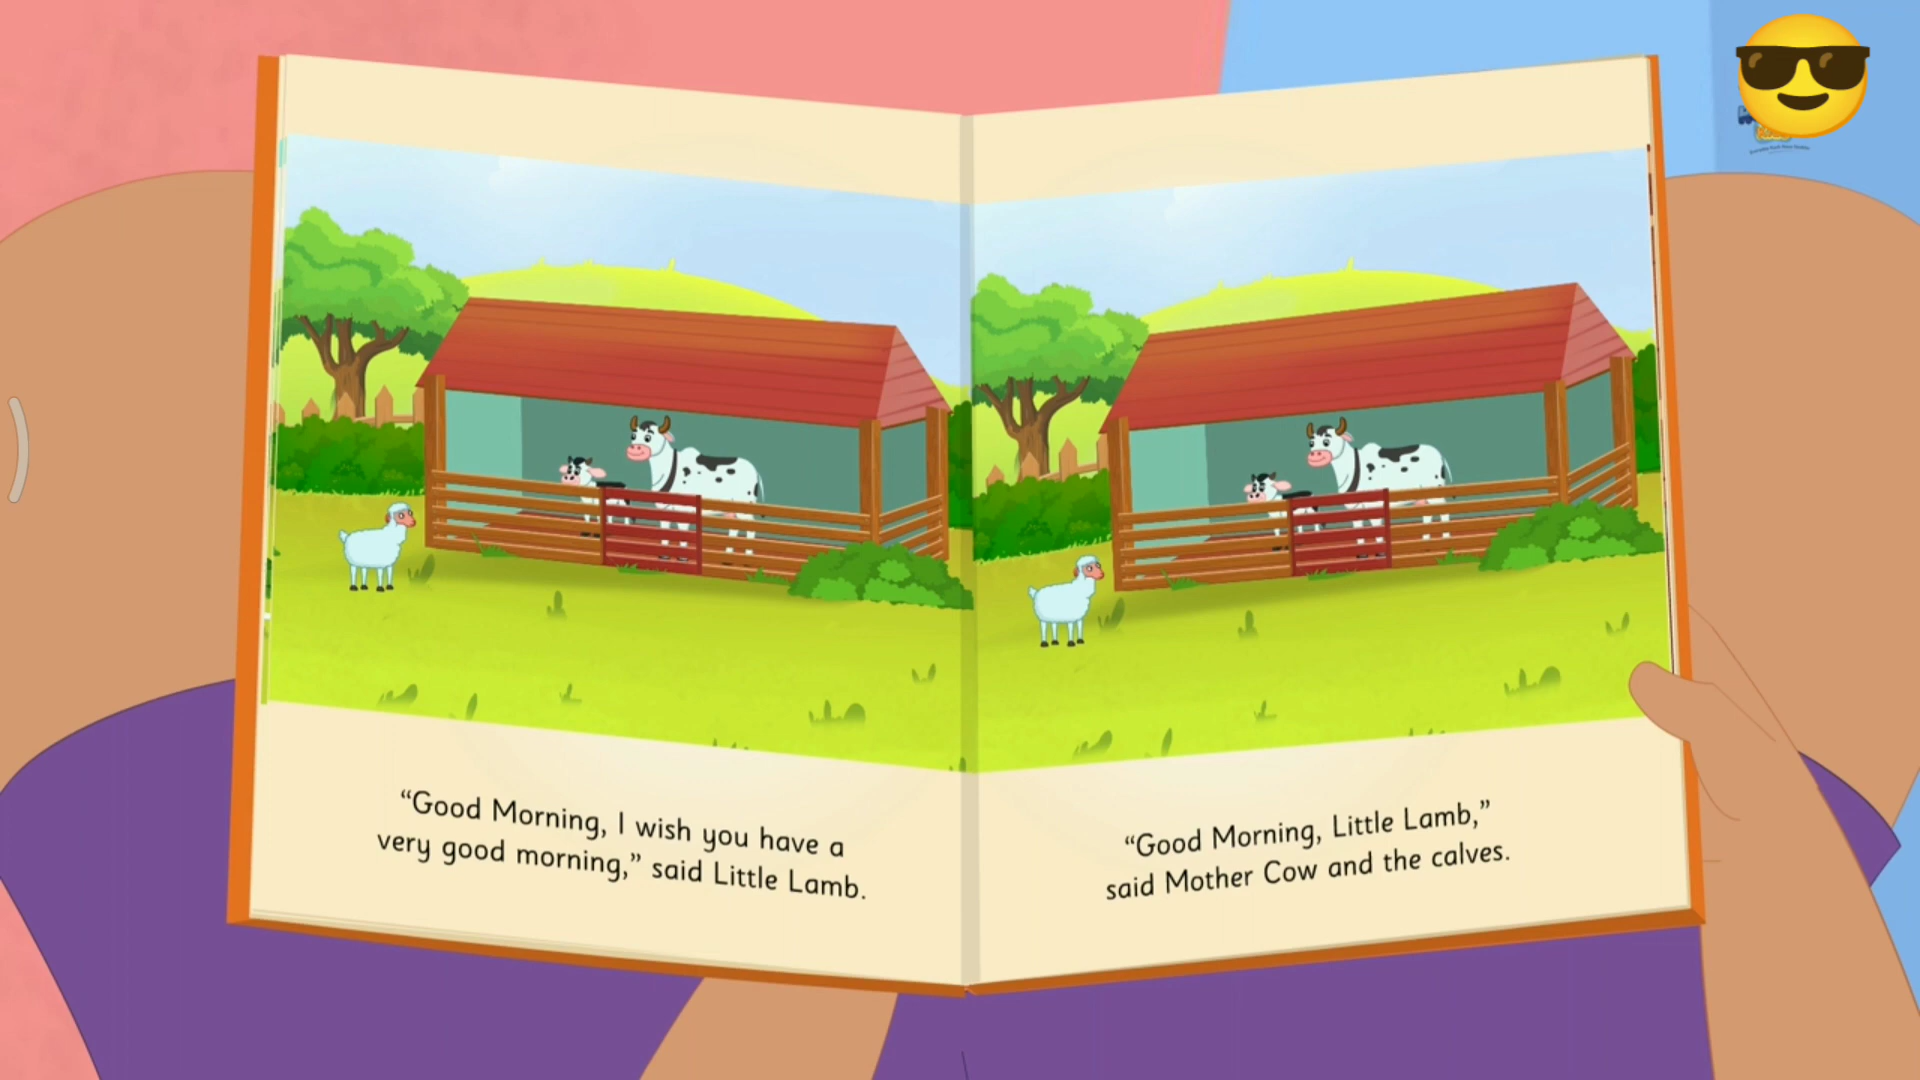 “Good Morning, I wish you have a
very good morning,” said Little Lamb.
“Good Morning, Little Lamb,”
said Mother Cow and the calves.